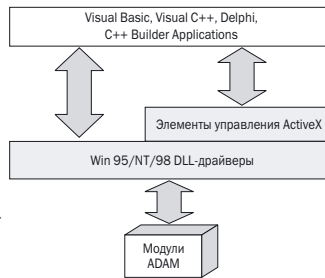 Visual Basic, Visual C++, Delphi,
C++ Builder Applications
Элементы управления ActiveX
Win 95/NT/98 DLL-драйверы
Модули
ADAM